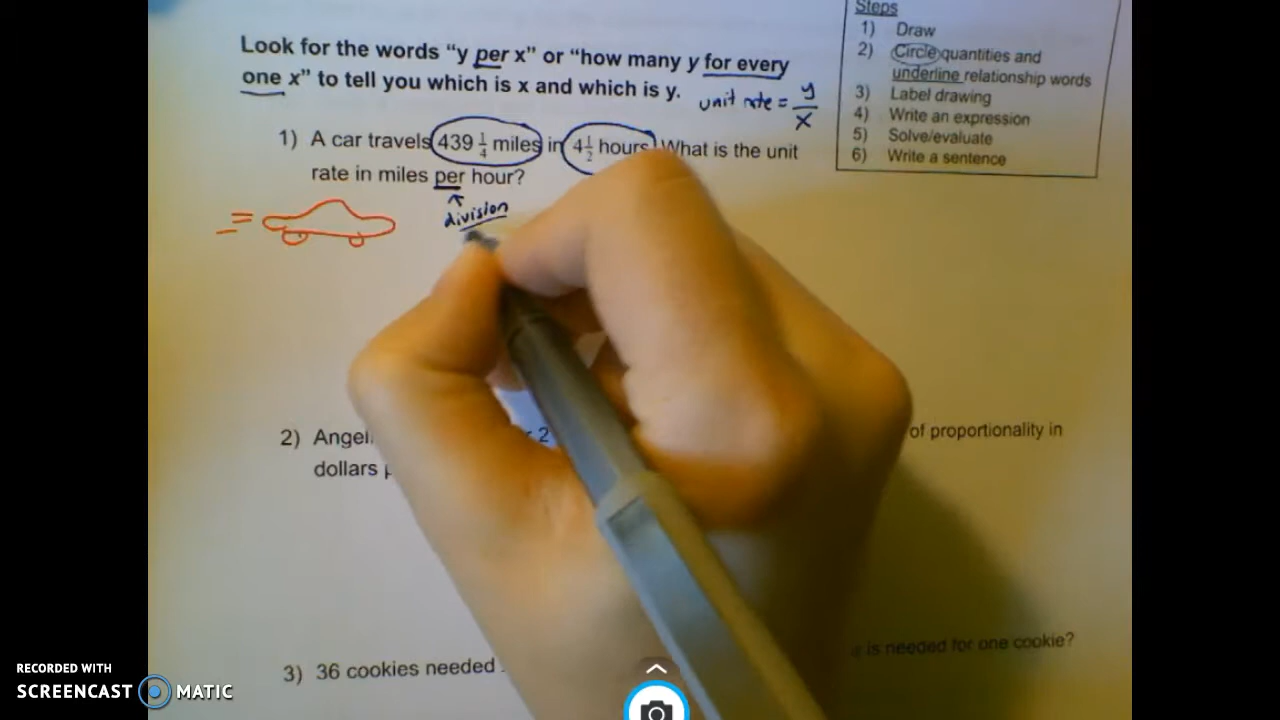 Steps
1) Draw
2) Circle quantities and
underline relationship words
3) Label drawing
4) Write an expression
5) Solve/evaluate
6) Write a sentence
Look for the words “y per x” or “how many y for every
one x” to tell you which is x and which is y.
unit rate = y/x
1) A car travels 439 1/4 miles in 4 1/2 hours. What is the unit
rate in miles per hour?
division
2) Angel 2 of proportionality in
dollars
3) 36 cookies needed is needed for one cookie?
RECORDED WITH
SCREENCAST MATIC